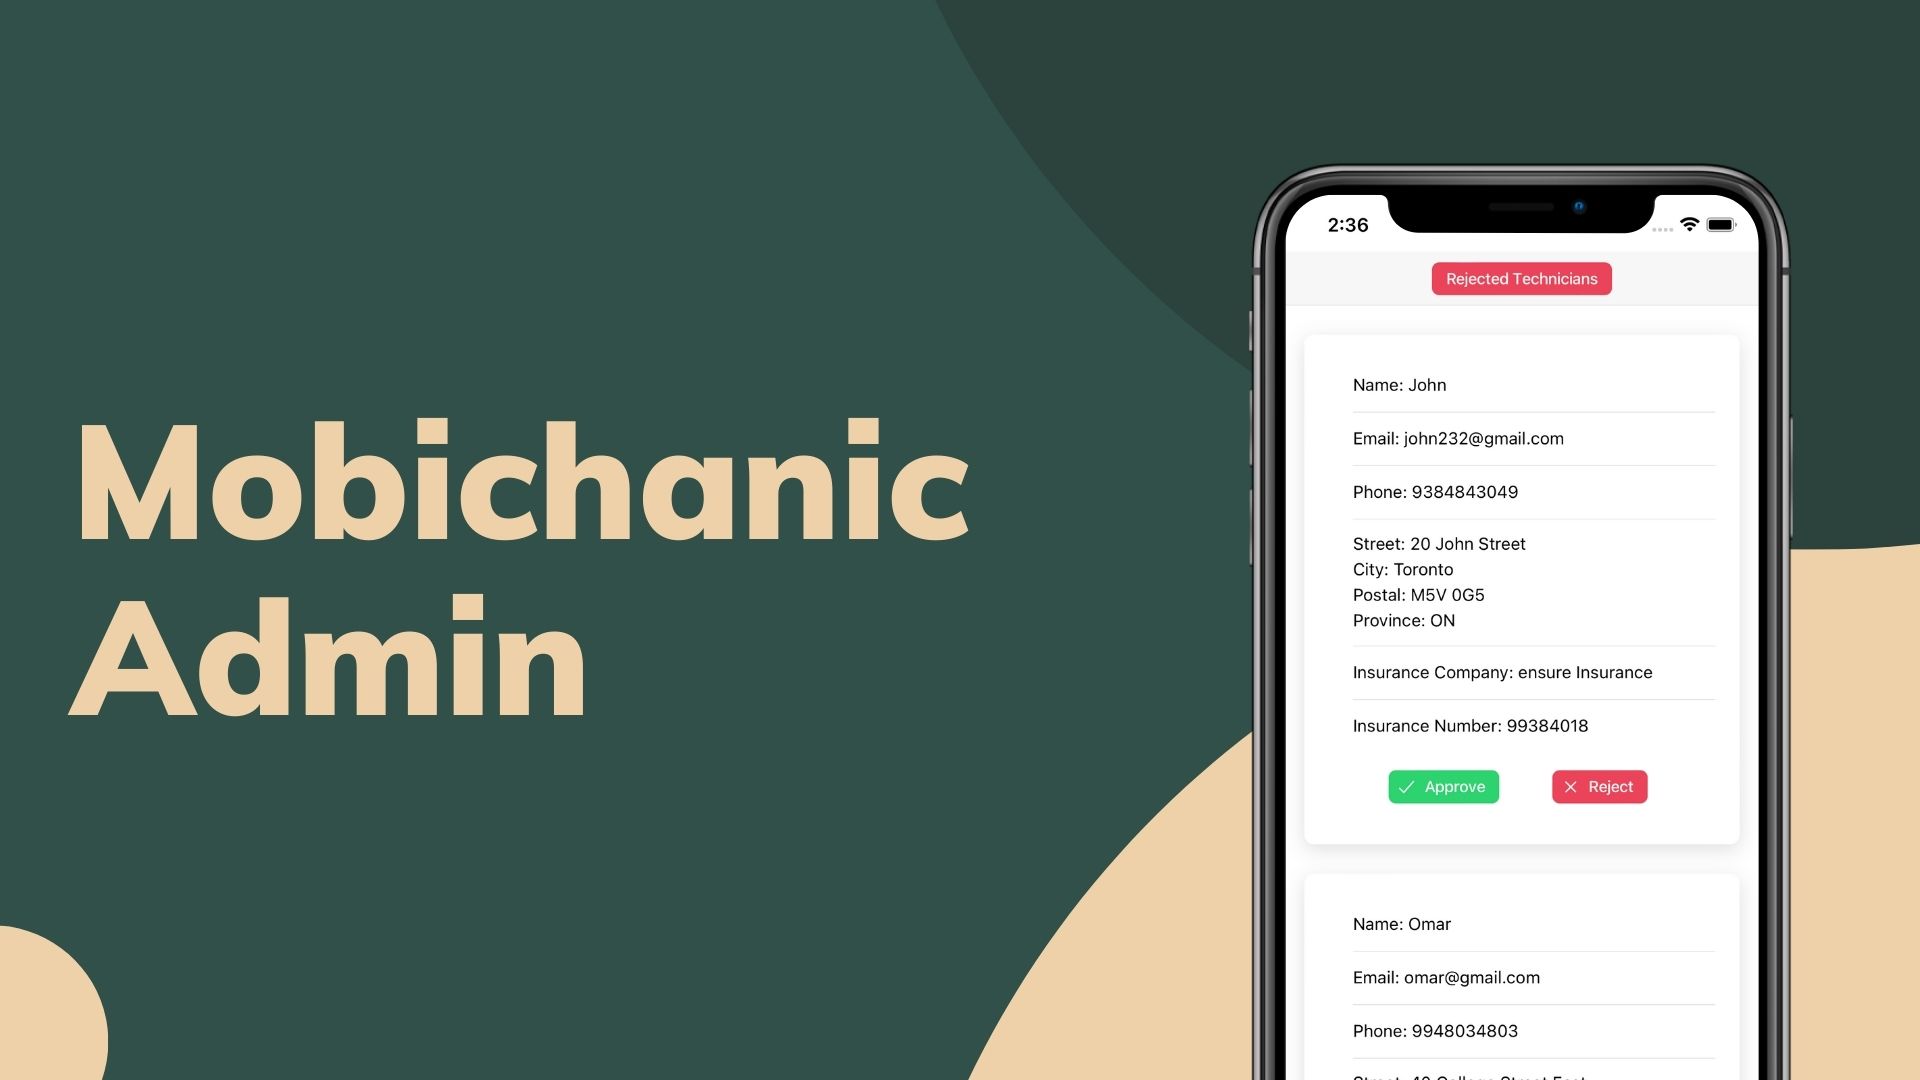 Mobichanic
Admin
2:36
Rejected Technicians
Name: John
Email: john232@gmail.com
Phone: 9384843049
Street: 20 John Street
City: Toronto
Postal: M5V 0G5
Province: ON
Insurance Company: ensure Insurance
Insurance Number: 99384018
Approve
Reject
Name: Omar
Email: omar@gmail.com
Phone: 9948034803